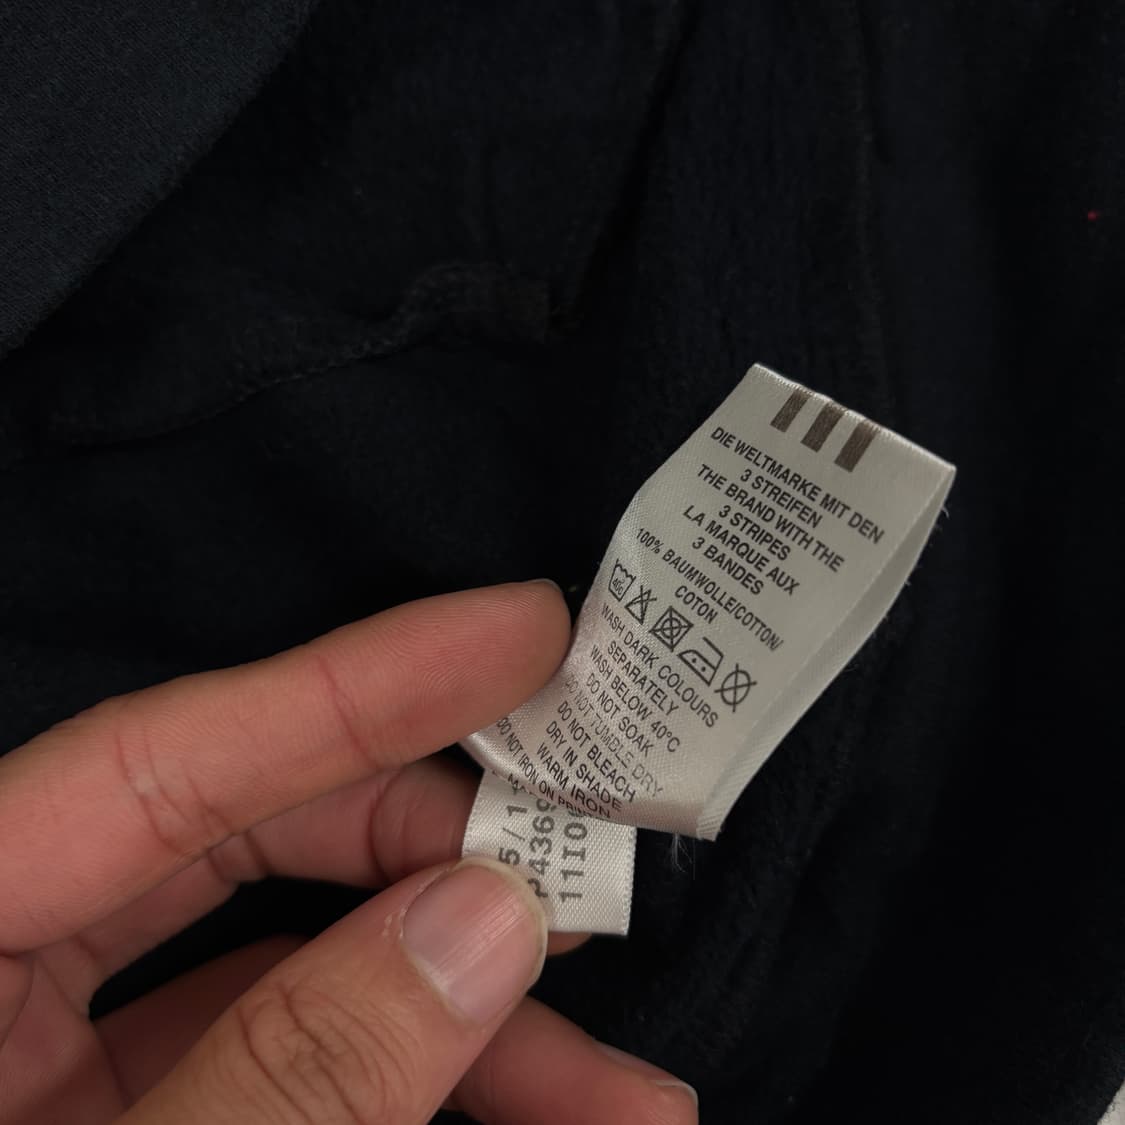 DIE WELTMARKE MIT DEN
3 STREIFEN
THE BRAND WITH THE
3 STRIPES
LA MARQUE AUX
3 BANDES
100% BAUMWOLLE/COTTON/
COTON
40c
WASH DARK COLOURS
SEPARATELY
WASH BELOW 40°C
DO NOT SOAK
DO NOT TUMBLE DRY
DO NOT BLEACH
DRY IN SHADE
WARM IRON
DO NOT IRON ON